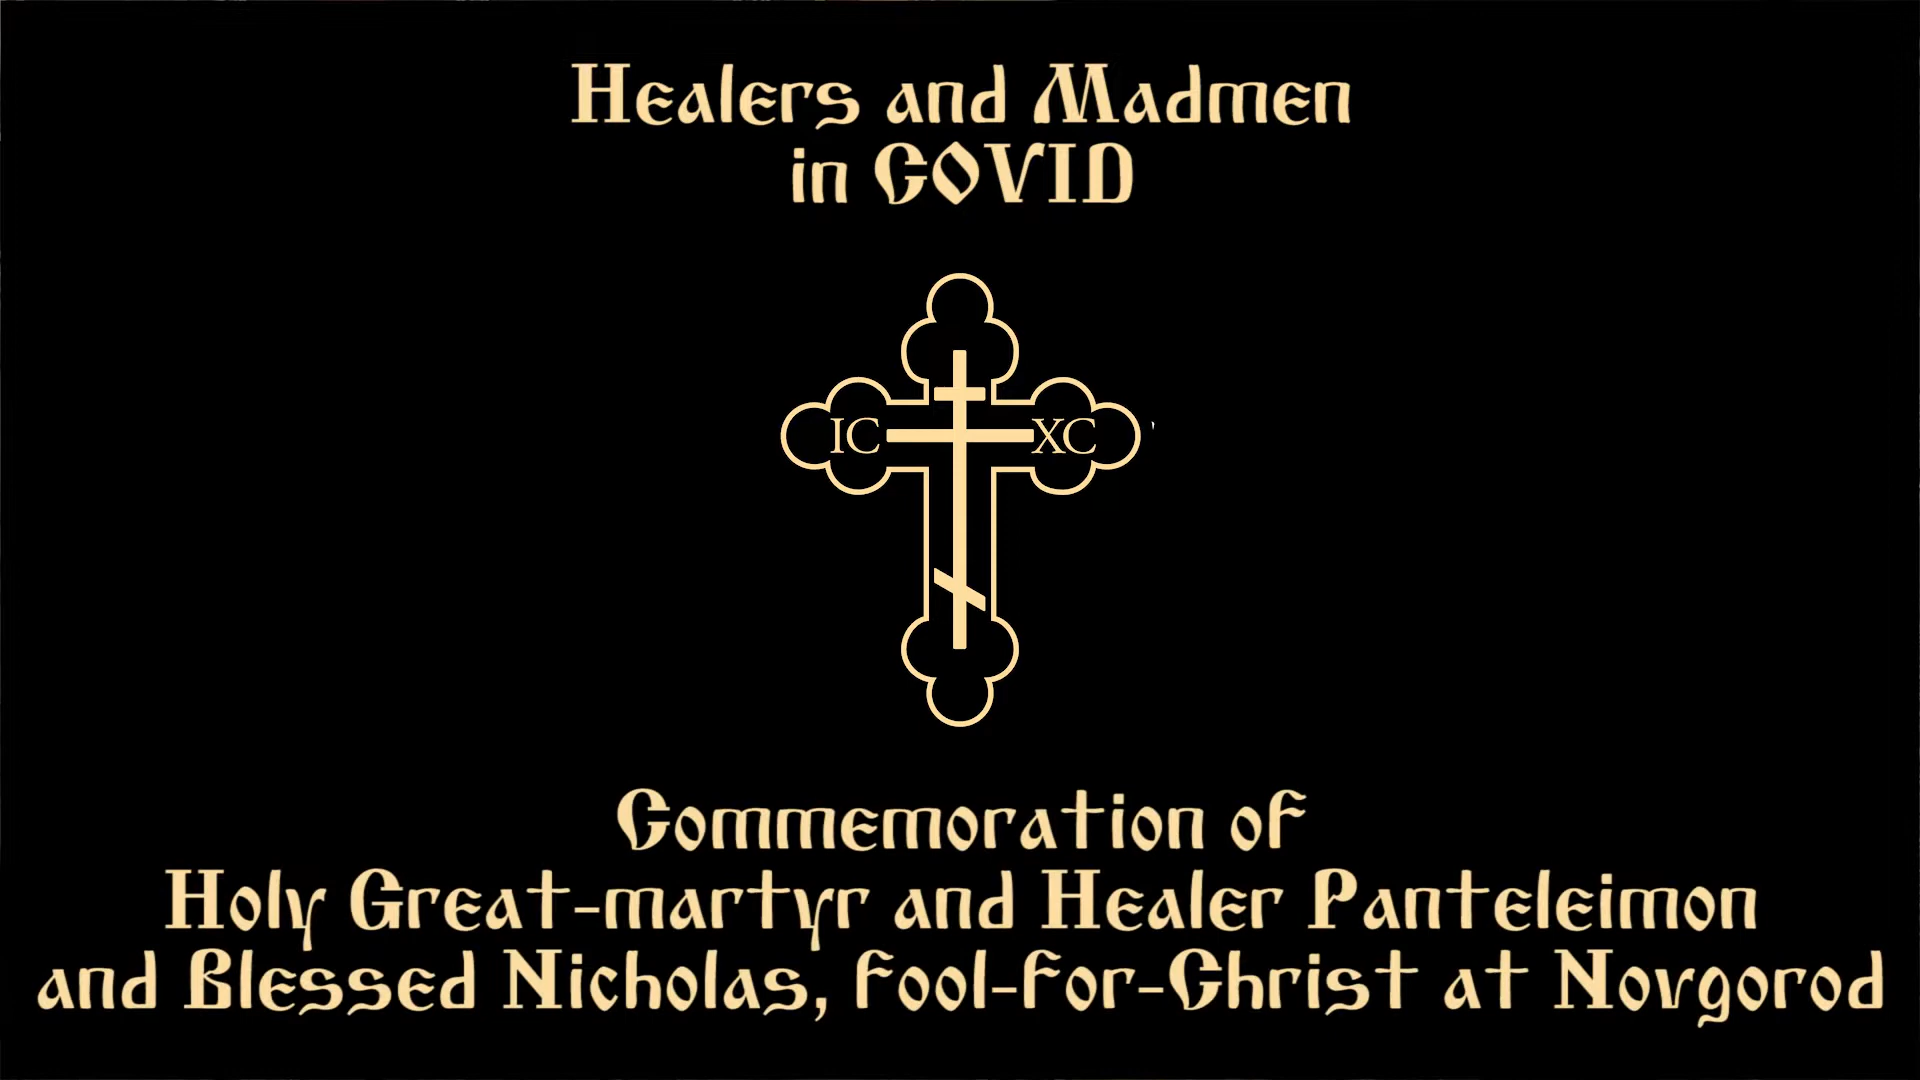 Healers and Madmen
in COVID
IC XC
Commemoration of
Holy Great-martyr and Healer Panteleimon
and Blessed Nicholas, Fool-For-Christ at Novgorod